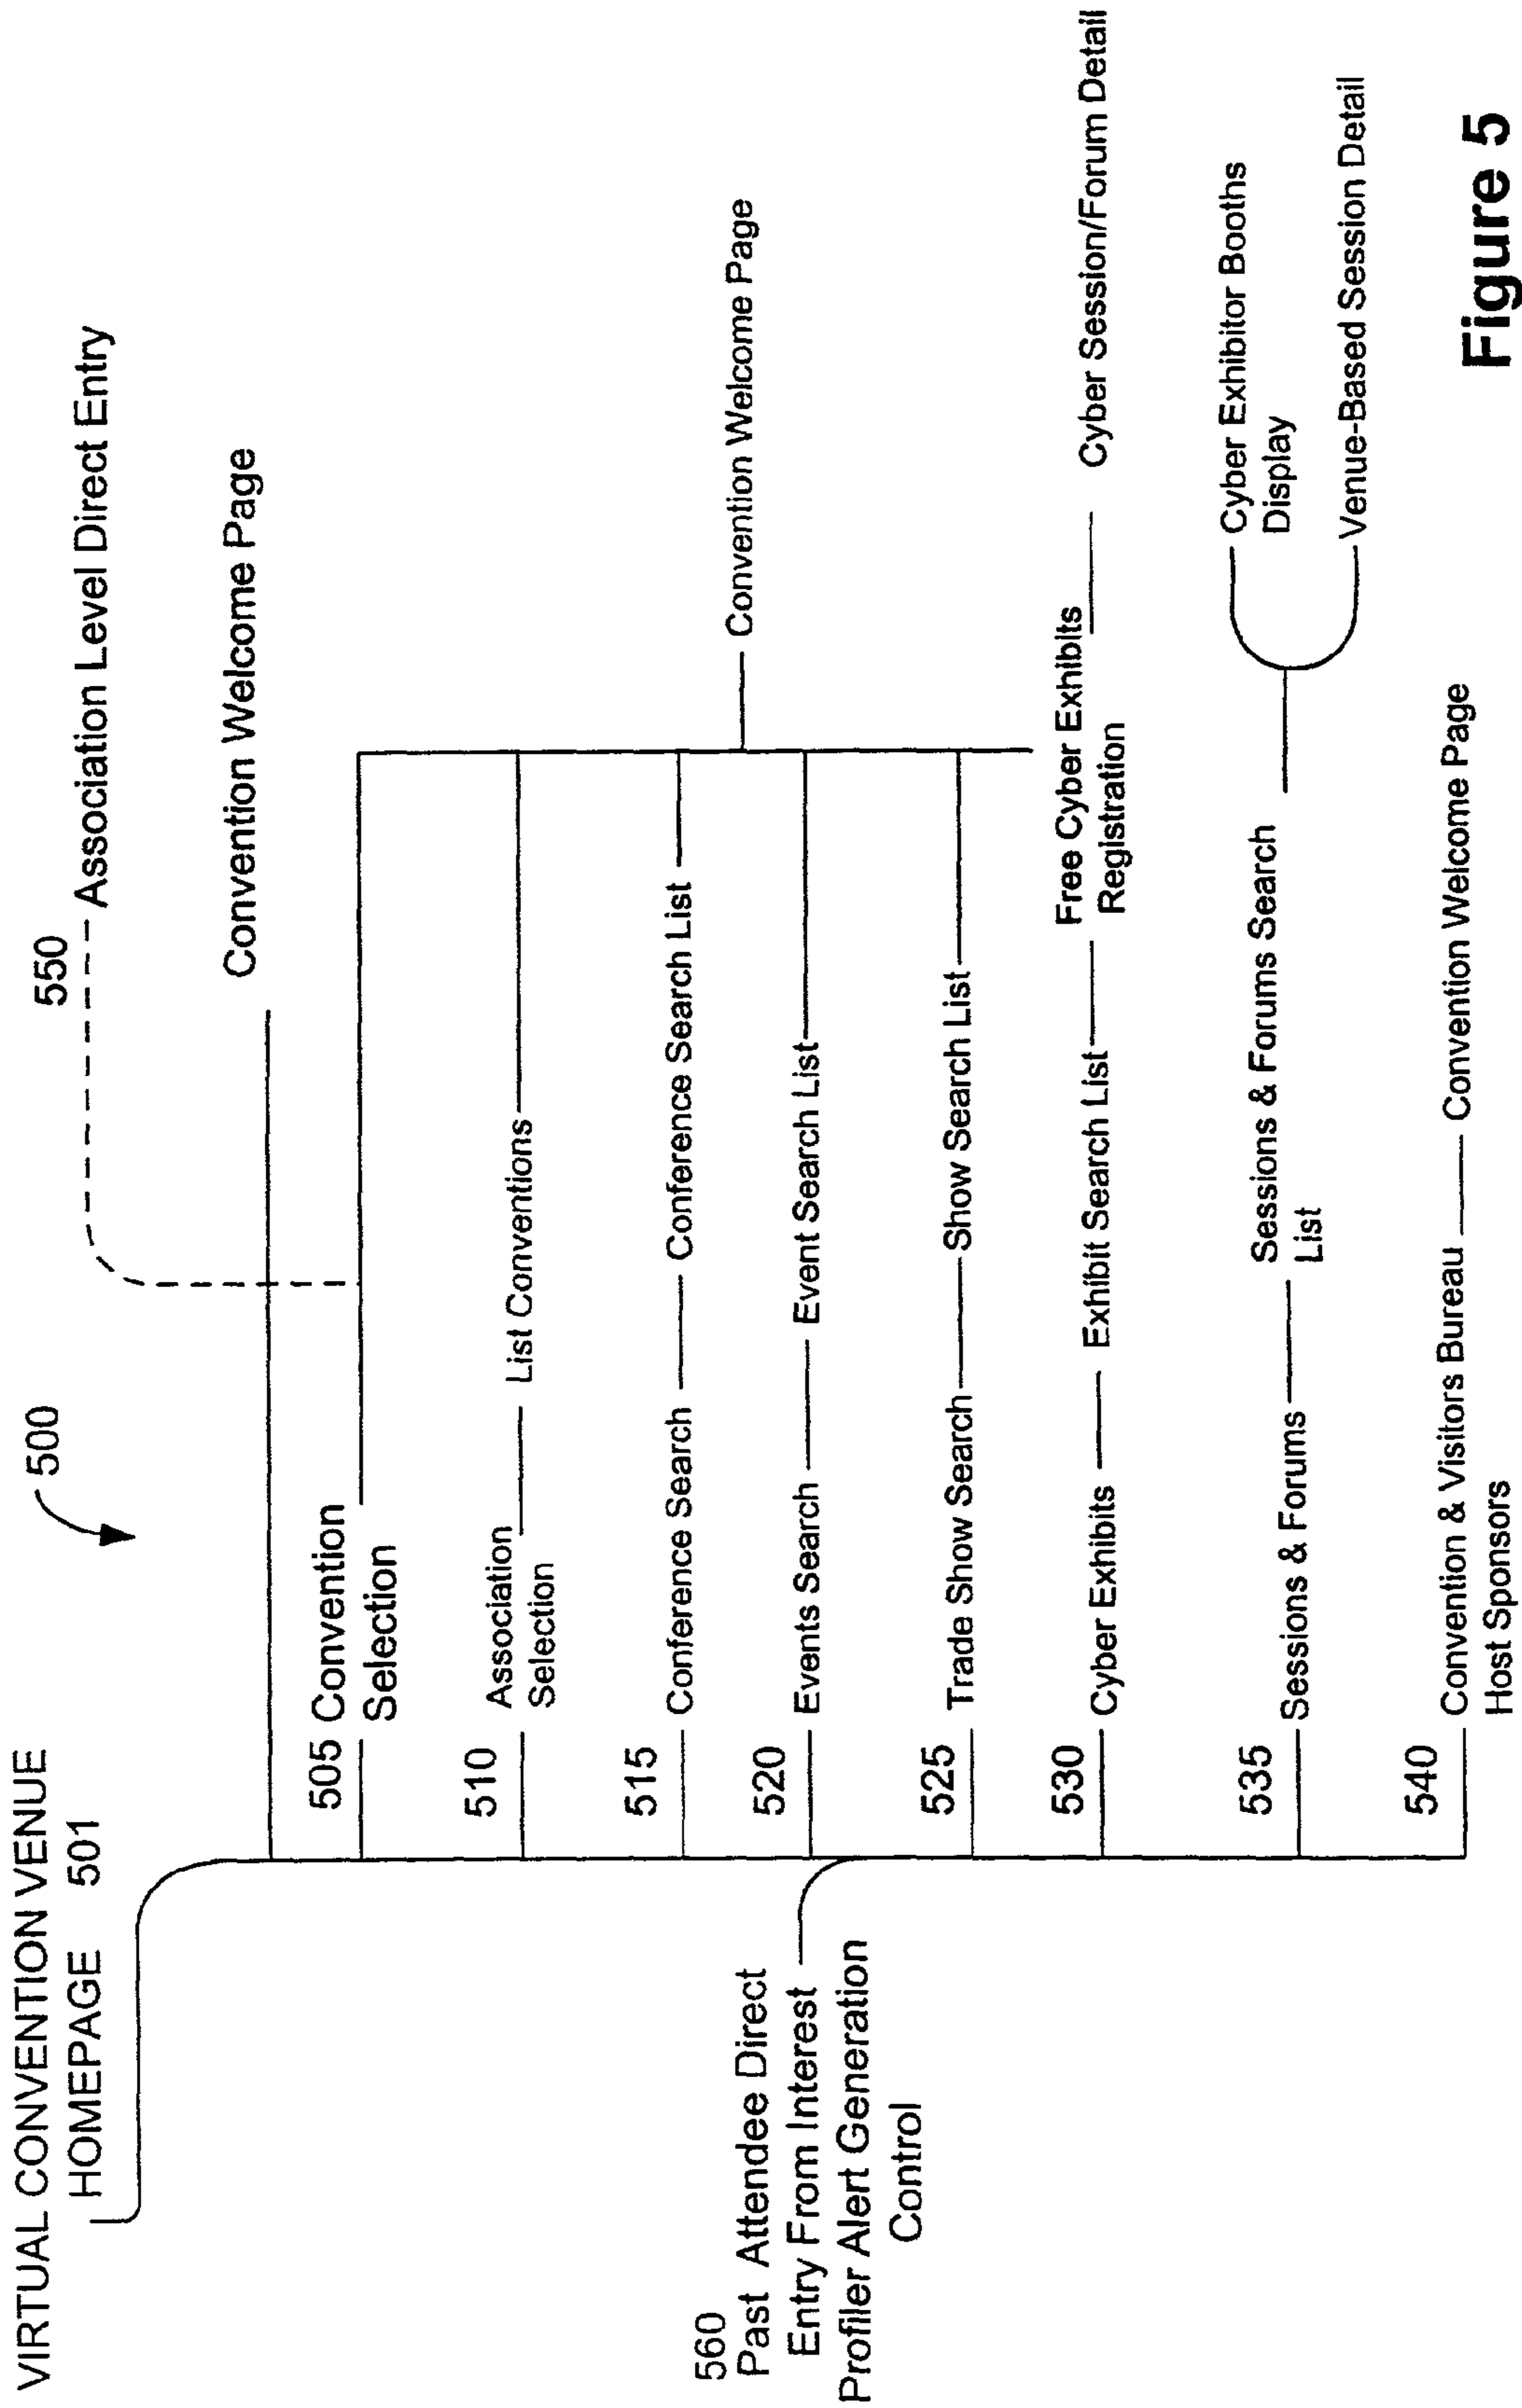 VIRTUAL CONVENTION VENUE
HOMEPAGE 501
500
550
Association Level Direct Entry
Convention Welcome Page
505 Convention
Selection
510
Association
Selection
List Conventions
515
Conference Search
Conference Search List
Convention Welcome Page
520
Events Search
Event Search List
525
Trade Show Search
Show Search List
530
Cyber Exhibits
Exhibit Search List
Free Cyber Exhibits
Registration
Cyber Session/Forum Detail
535
Sessions & Forums
Sessions & Forums Search
List
Cyber Exhibitor Booths
Display
Venue-Based Session Detail
540
Convention & Visitors Bureau
Host Sponsors
Convention Welcome Page
560
Past Attendee Direct
Entry From Interest
Profiler Alert Generation
Control
Figure 5